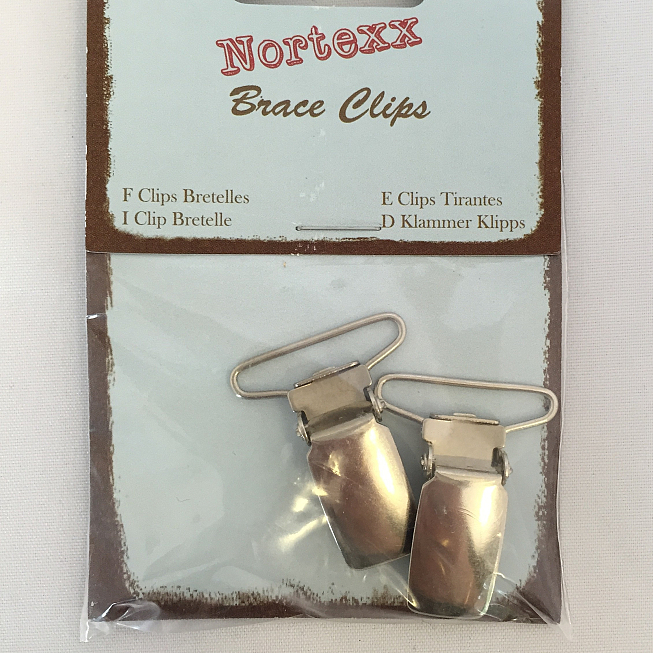 Nortexx
Brace Clips
F Clips Bretelles
I Clip Bretelle
E Clips Tirantes
D Klammer Klipps